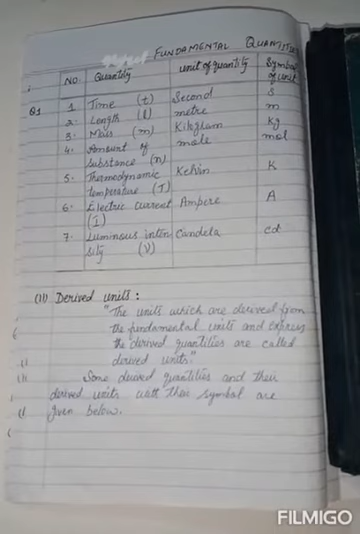 FUNDAMENTAL QUANTITIES
NO. Quantity unit of quantity Symbol of unit
Q1 1. Time (t) Second s
2. Length (l) metre m
3. Mass (m) Kilogham Kg
4. Amount of substance (n) mole mol
5. Thermodynamic temperature (T) Kelvin K
6. Electric current (I) Ampere A
7. Luminous inten sity (V) Candela cd
(II) Derived units :
"The units which are derived from
the fundamental units and express
the derived quantities are called
derived units."
Some derived quantities and their
derived units with their symbol are
given below.
FILMIGO